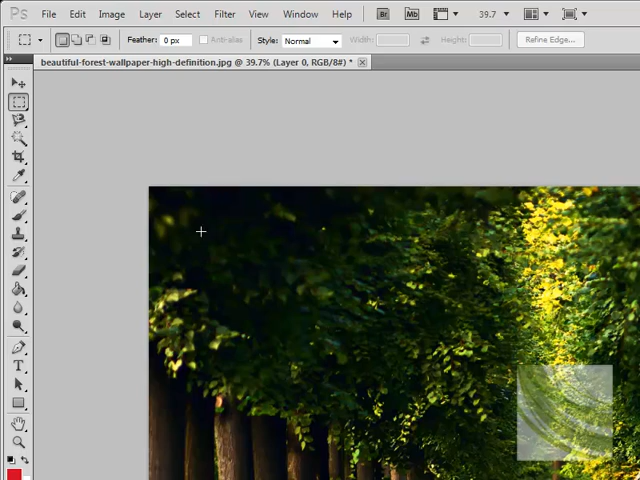 Ps File Edit Image Layer Select Filter View Window Help Br Mb 39.7
Feather: 0 px Anti-alias Style: Normal Width: Height: Refine Edge...
beautiful-forest-wallpaper-high-definition.jpg @ 39.7% (Layer 0, RGB/8#) *
T